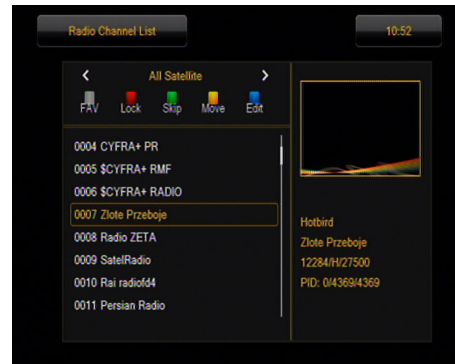 Radio Channel List
10:52
All Satellite
FAV Lock Skip Move Edit
0004 CYFRA+ PR
0005 $CYFRA+ RMF
0006 $CYFRA+ RADIO
0007 Zlote Przeboje
0008 Radio ZETA
0009 SatelRadio
0010 Rai radiofd4
0011 Persian Radio
Hotbird
Zlote Przeboje
12284/H/27500
PID: 0/4369/4369